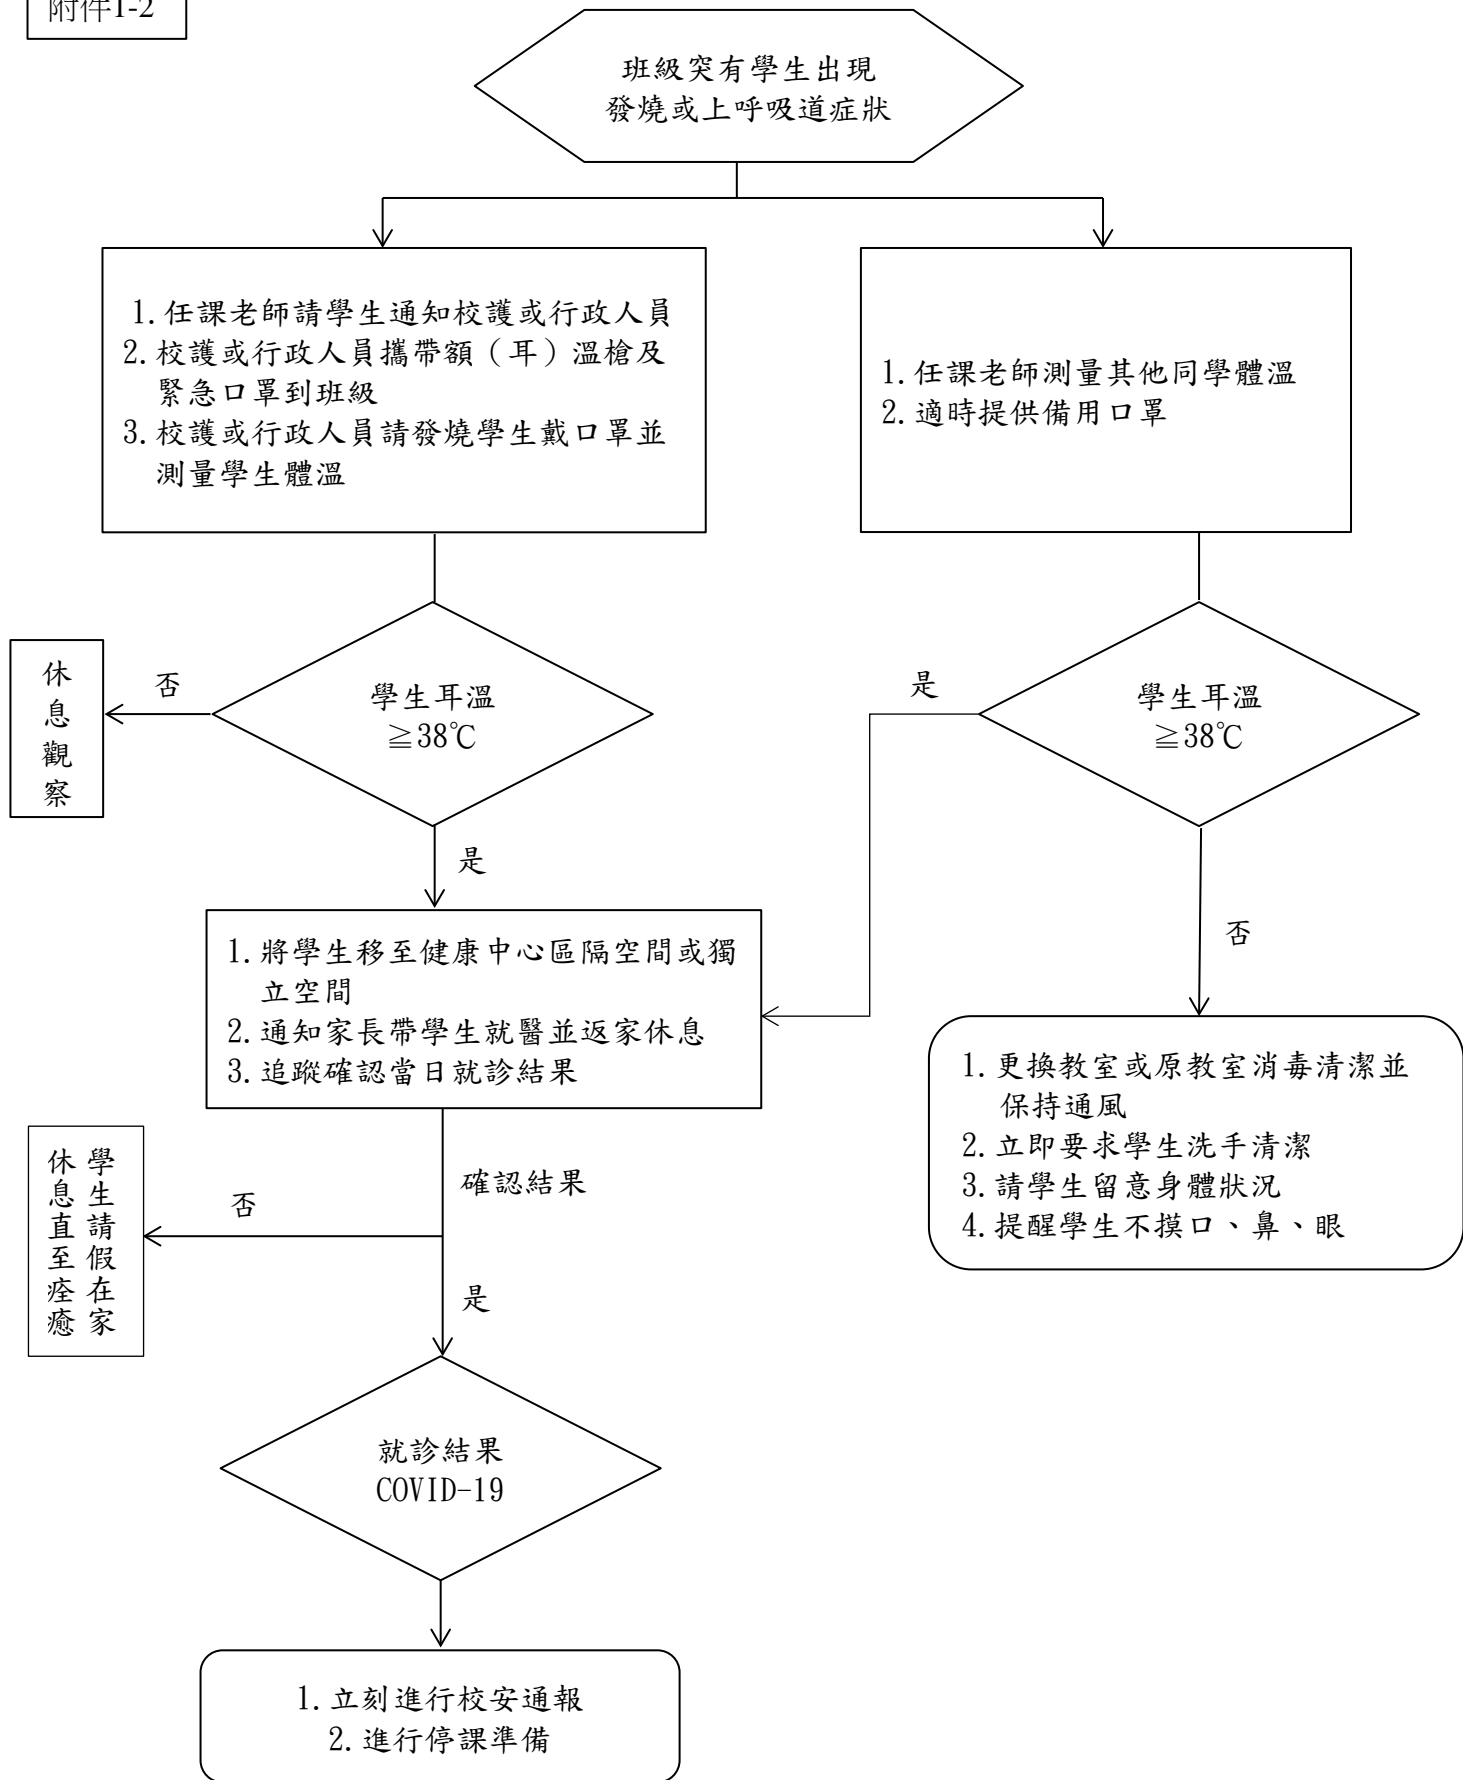 附件1-2
班級突有學生出現
發燒或上呼吸道症狀
1.任課老師請學生通知校護或行政人員
2.校護或行政人員攜帶額（耳）溫槍及
緊急口罩到班級
3.校護或行政人員請發燒學生戴口罩並
測量學生體溫
1.任課老師測量其他同學體溫
2.適時提供備用口罩
休息觀察
否
學生耳溫
≧38℃
是
學生耳溫
≧38℃
是
否
1.將學生移至健康中心區隔空間或獨
立空間
2.通知家長帶學生就醫並返家休息
3.追蹤確認當日就診結果
1.更換教室或原教室消毒清潔並
保持通風
2.立即要求學生洗手清潔
3.請學生留意身體狀況
4.提醒學生不摸口、鼻、眼
學生請假在家
休息直至痊癒
否
確認結果
是
就診結果
COVID-19
1.立刻進行校安通報
2.進行停課準備